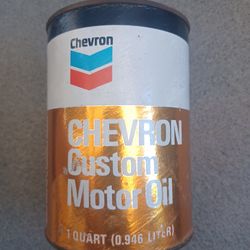 Chevron
CHEVRON
Custom
Motor Oil
1 QUART (0.946 LITER)